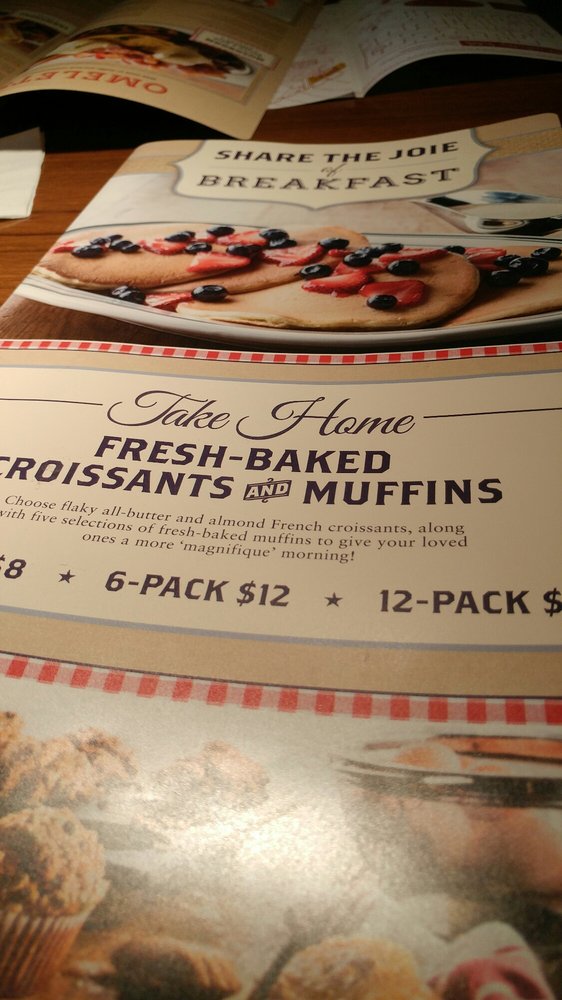 OMELET
SHARE THE JOIE
of
BREAKFAST
Take Home
FRESH-BAKED
CROISSANTS AND MUFFINS
Choose flaky all-butter and almond French croissants, along
with five selections of fresh-baked muffins to give your loved
ones a more 'magnifique' morning!
$8 ★ 6-PACK $12 ★ 12-PACK $